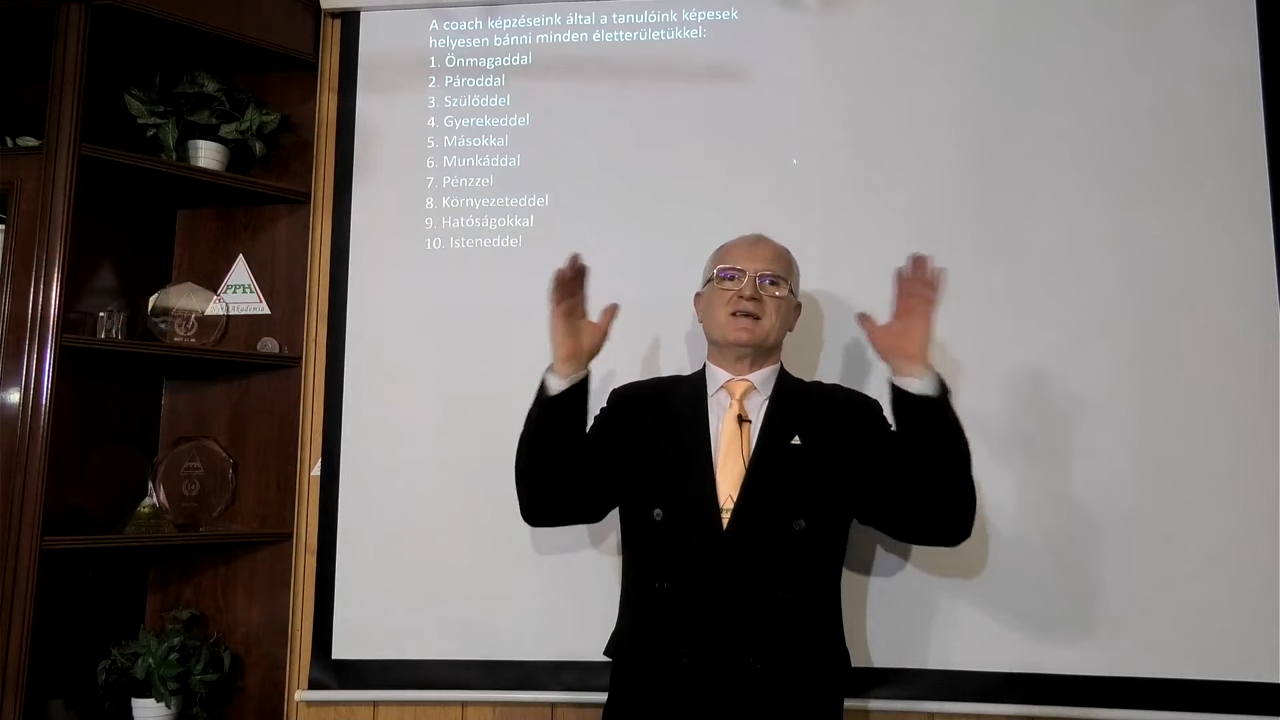 A coach képzéseink által a tanulóink képesek
helyesen bánni minden életterületükkel:
1. Önmagaddal
2. Pároddal
3. Szülőddel
4. Gyerekeddel
5. Másokkal
6. Munkáddal
7. Pénzzel
8. Környezeteddel
9. Hatóságokkal
10. Isteneddel
PPH
Akadémia